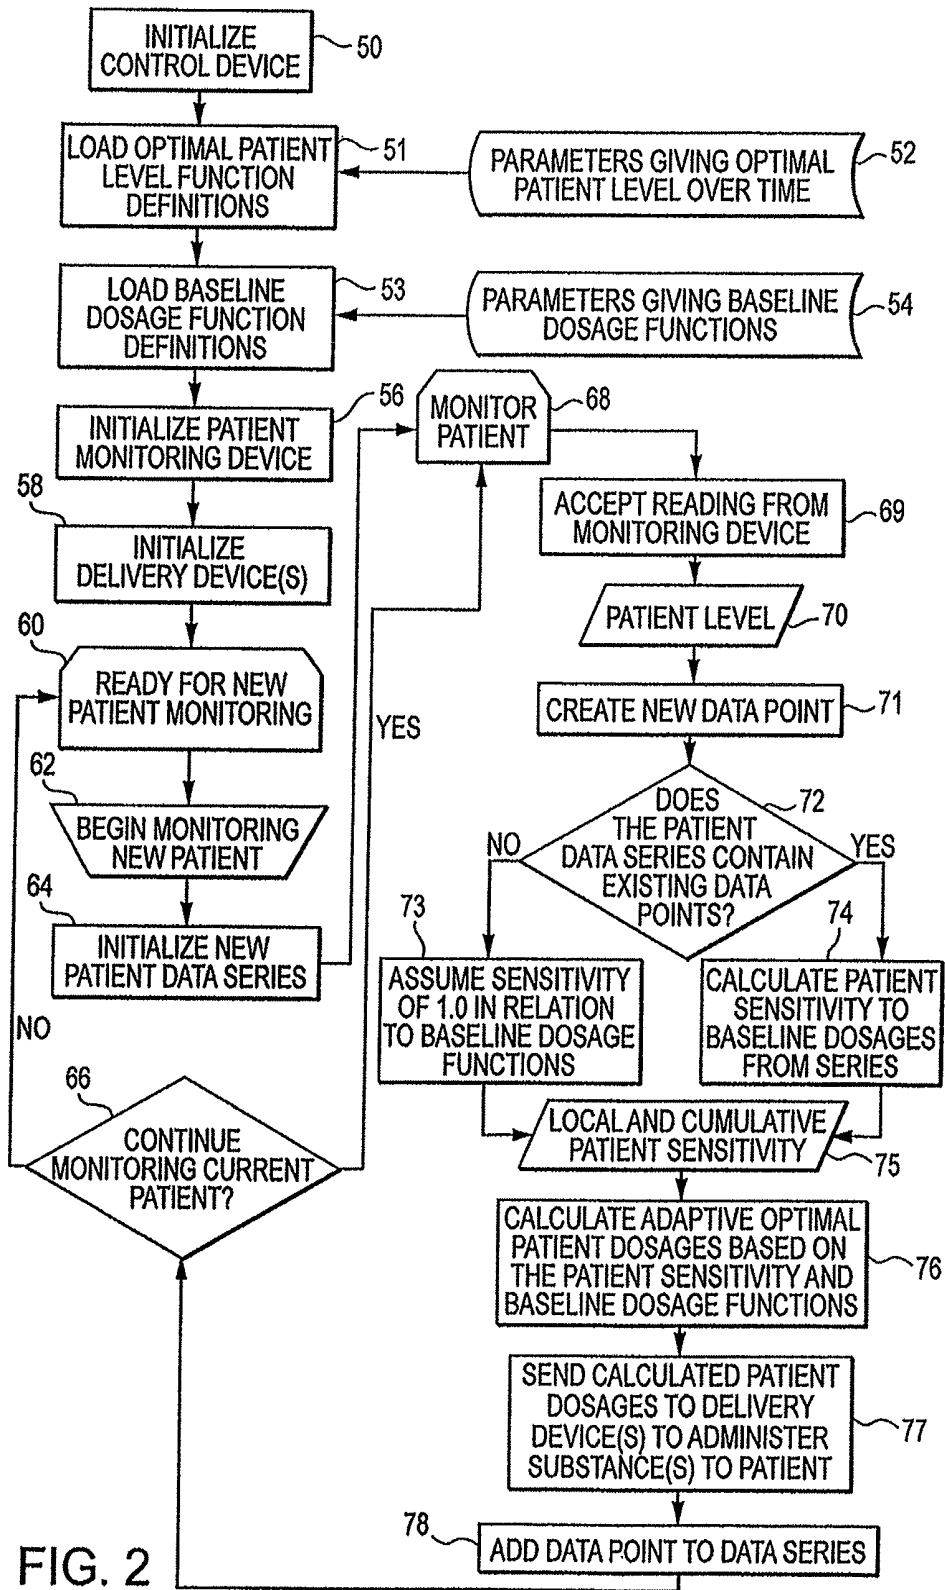 INITIALIZE
CONTROL DEVICE
50
LOAD OPTIMAL PATIENT
LEVEL FUNCTION
DEFINITIONS
51
PARAMETERS GIVING OPTIMAL
PATIENT LEVEL OVER TIME
52
LOAD BASELINE
DOSAGE FUNCTION
DEFINITIONS
53
PARAMETERS GIVING BASELINE
DOSAGE FUNCTIONS
54
INITIALIZE PATIENT
MONITORING DEVICE
56
58
INITIALIZE
DELIVERY DEVICE(S)
60
READY FOR NEW
PATIENT MONITORING
62
BEGIN MONITORING
NEW PATIENT
64
INITIALIZE NEW
PATIENT DATA SERIES
NO
66
CONTINUE
MONITORING CURRENT
PATIENT?
YES
MONITOR
PATIENT
68
ACCEPT READING FROM
MONITORING DEVICE
69
PATIENT LEVEL
70
CREATE NEW DATA POINT
71
DOES
THE PATIENT
DATA SERIES CONTAIN
EXISTING DATA
POINTS?
72
NO
YES
73
ASSUME SENSITIVITY
OF 1.0 IN RELATION
TO BASELINE DOSAGE
FUNCTIONS
74
CALCULATE PATIENT
SENSITIVITY TO
BASELINE DOSAGES
FROM SERIES
LOCAL AND CUMULATIVE
PATIENT SENSITIVITY
75
CALCULATE ADAPTIVE OPTIMAL
PATIENT DOSAGES BASED ON
THE PATIENT SENSITIVITY AND
BASELINE DOSAGE FUNCTIONS
76
SEND CALCULATED PATIENT
DOSAGES TO DELIVERY
DEVICE(S) TO ADMINISTER
SUBSTANCE(S) TO PATIENT
77
78
ADD DATA POINT TO DATA SERIES
FIG. 2